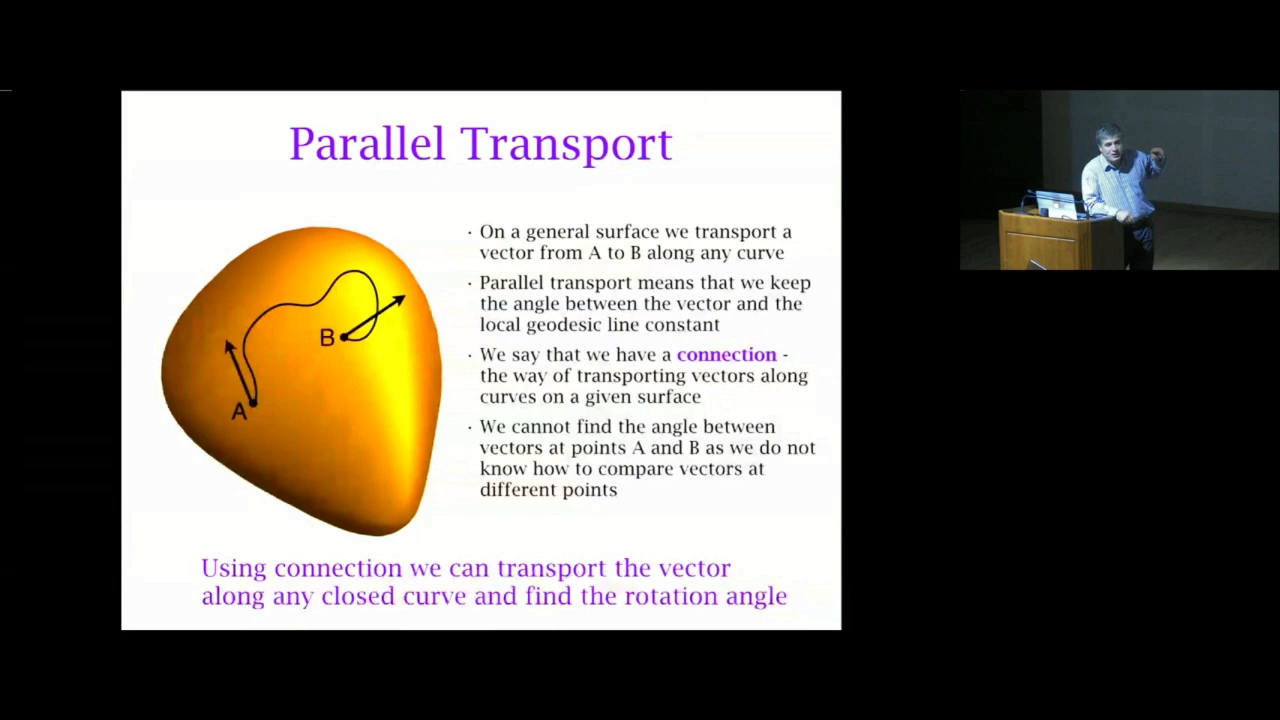 Parallel Transport
· On a general surface we transport a
vector from A to B along any curve
· Parallel transport means that we keep
the angle between the vector and the
local geodesic line constant
· We say that we have a connection -
the way of transporting vectors along
curves on a given surface
· We cannot find the angle between
vectors at points A and B as we do not
know how to compare vectors at
different points
B
A
Using connection we can transport the vector
along any closed curve and find the rotation angle